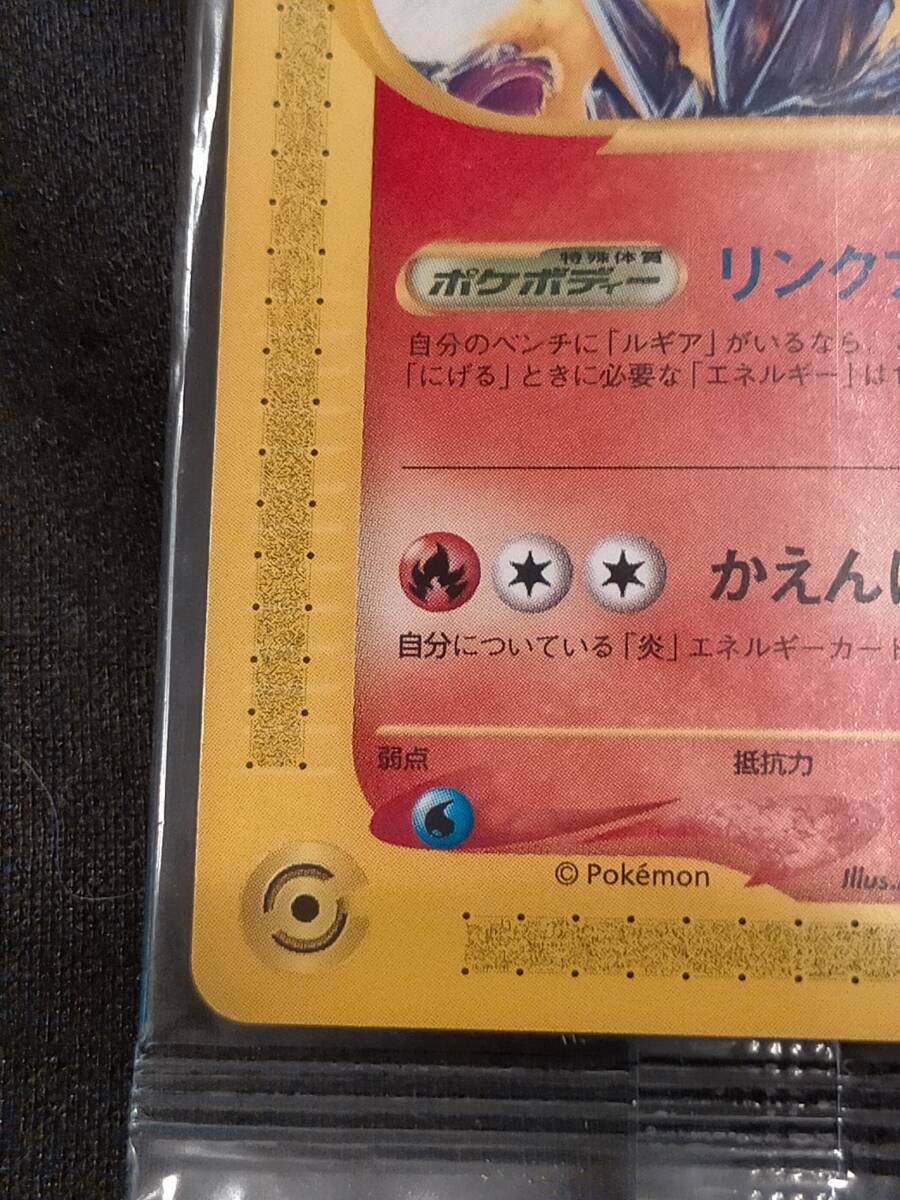 特殊体質
ポケボディー
リンク
自分のベンチに「ルギア」がいるなら、
「にげる」ときに必要な「エネルギー」は
かえん
自分についている「炎」エネルギーカード
弱点
抵抗力
© Pokémon
Illus.